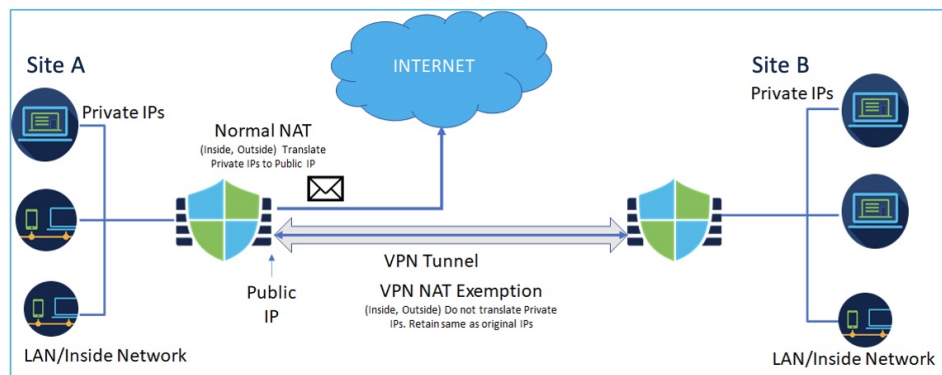 INTERNET
Site A
Private IPs
Normal NAT
(Inside, Outside) Translate
Private IPs to Public IP
Site B
Private IPs
VPN Tunnel
VPN NAT Exemption
(Inside, Outside) Do not translate Private
IPs. Retain same as original IPs
Public
IP
LAN/Inside Network
LAN/Inside Network